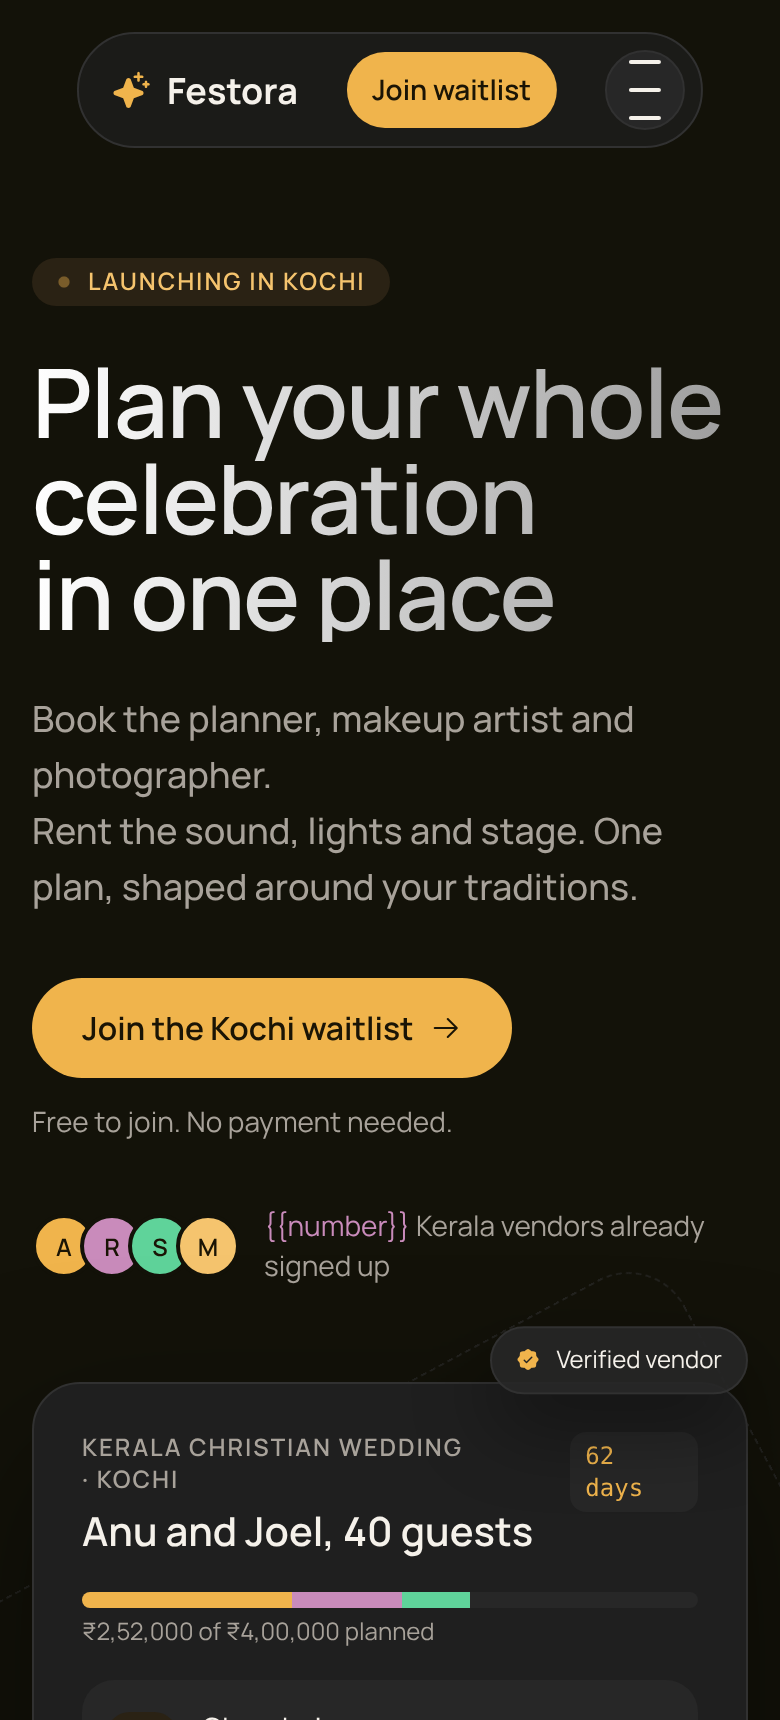 Festora
Join waitlist
LAUNCHING IN KOCHI
Plan your whole
celebration
in one place
Book the planner, makeup artist and
photographer.
Rent the sound, lights and stage. One
plan, shaped around your traditions.
Join the Kochi waitlist →
Free to join. No payment needed.
A R S M
{{number}} Kerala vendors already
signed up
Verified vendor
KERALA CHRISTIAN WEDDING
· KOCHI
62
days
Anu and Joel, 40 guests
₹2,52,000 of ₹4,00,000 planned